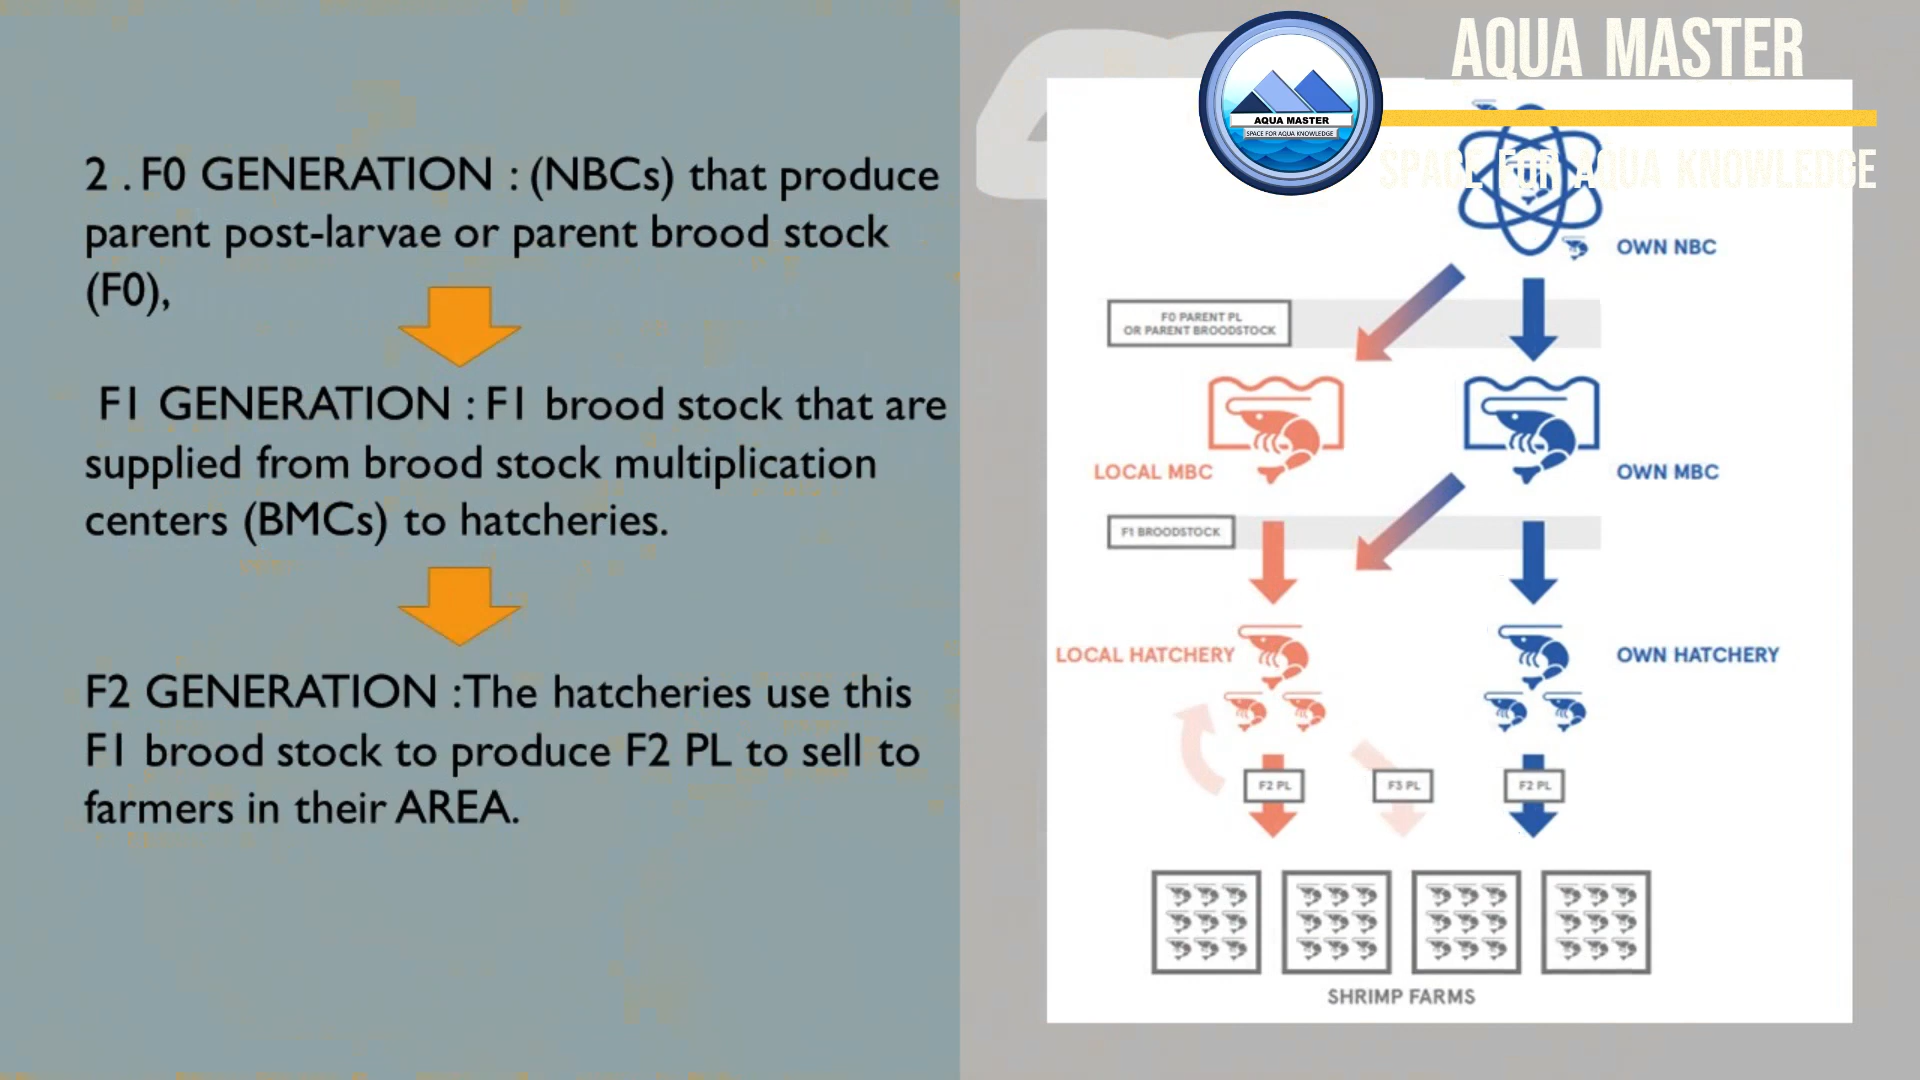 2 . F0 GENERATION : (NBCs) that produce
parent post-larvae or parent brood stock
(F0),
F1 GENERATION : F1 brood stock that are
supplied from brood stock multiplication
centers (BMCs) to hatcheries.
F2 GENERATION : The hatcheries use this
F1 brood stock to produce F2 PL to sell to
farmers in their AREA.
AQUA MASTER
SPACE FOR AQUA KNOWLEDGE
AQUA MASTER
SPACE FOR AQUA KNOWLEDGE
OWN NBC
F0 PARENT PL
OR PARENT BROODSTOCK
LOCAL MBC
OWN MBC
F1 BROODSTOCK
LOCAL HATCHERY
OWN HATCHERY
F2 PL
F3 PL
F2 PL
SHRIMP FARMS